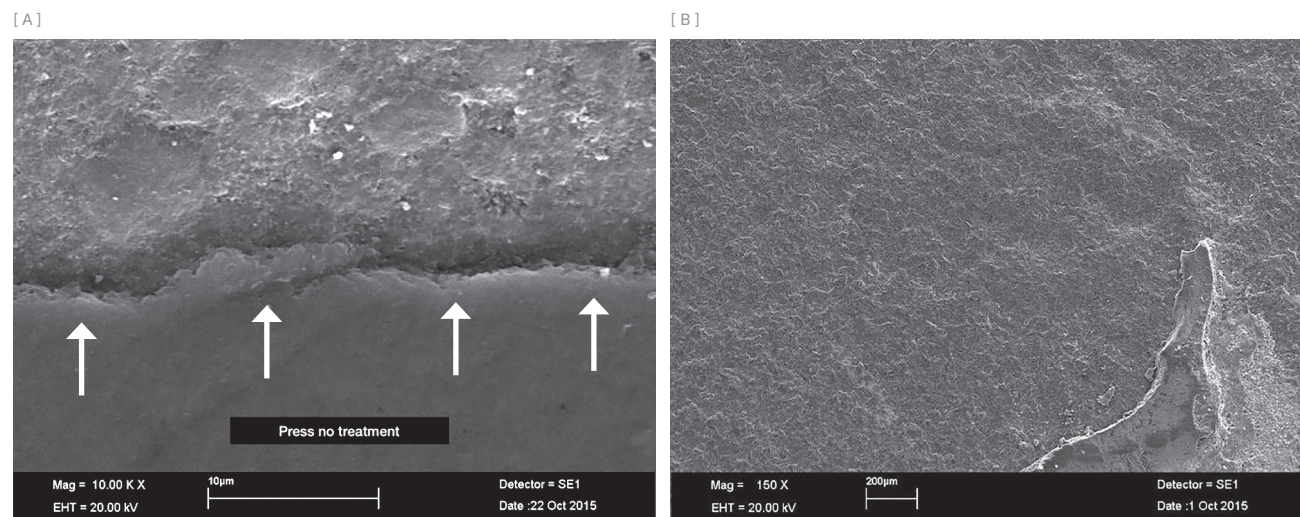 [ A ]
[ B ]
Press no treatment
Mag = 10.00 K X
10µm
Detector = SE1
EHT = 20.00 kV
Date :22 Oct 2015
Mag = 150 X
200µm
Detector = SE1
EHT = 20.00 kV
Date :1 Oct 2015